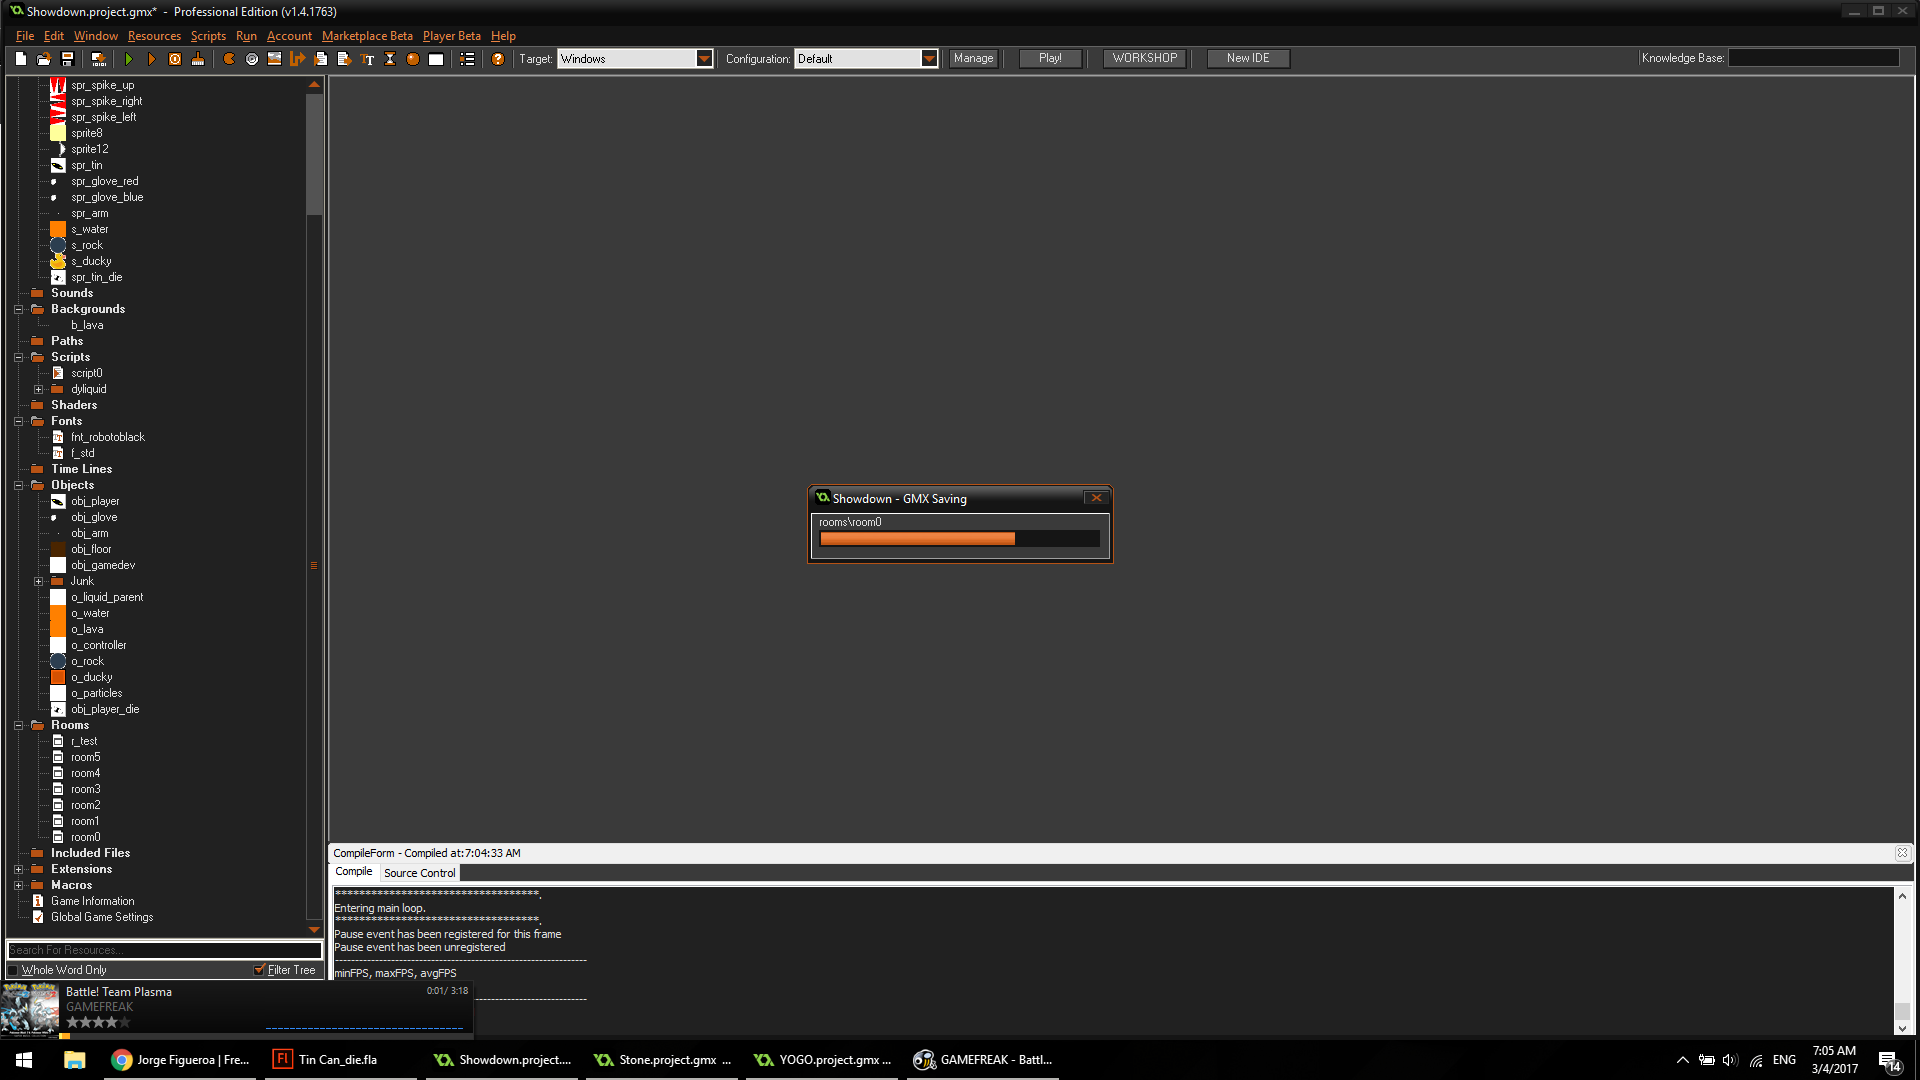 Showdown.project.gmx*  -  Professional Edition (v1.4.1763)
File Edit Window Resources Scripts Run Account Marketplace Beta Player Beta Help
Target: Windows Configuration: Default Manage Play! WORKSHOP New IDE Knowledge Base:
spr_spike_up
spr_spike_right
spr_spike_left
sprite8
sprite12
spr_tin
spr_glove_red
spr_glove_blue
spr_arm
s_water
s_rock
s_ducky
spr_tin_die
Sounds
Backgrounds
b_lava
Paths
Scripts
script0
dyliquid
Shaders
Fonts
fnt_robotoblack
f_std
Time Lines
Objects
obj_player
obj_glove
obj_arm
obj_floor
obj_gamedev
Junk
o_liquid_parent
o_water
o_lava
o_controller
o_rock
o_ducky
o_particles
obj_player_die
Rooms
r_test
room5
room4
room3
room2
room1
room0
Included Files
Extensions
Macros
Game Information
Global Game Settings
Search For Resources...
Whole Word Only Filter Tree
Showdown - GMX Saving
rooms\room0
CompileForm - Compiled at:7:04:33 AM
Compile Source Control
**********************************.
Entering main loop.
**********************************.
Pause event has been registered for this frame
Pause event has been unregistered
minFPS, maxFPS, avgFPS
Battle! Team Plasma 0:01/ 3:18
GAMEFREAK
Jorge Figueroa | Fre... Tin Can_die.fla Showdown.project.... Stone.project.gmx ... YOGO.project.gmx ... GAMEFREAK - Battl... ENG 7:05 AM
3/4/2017 14